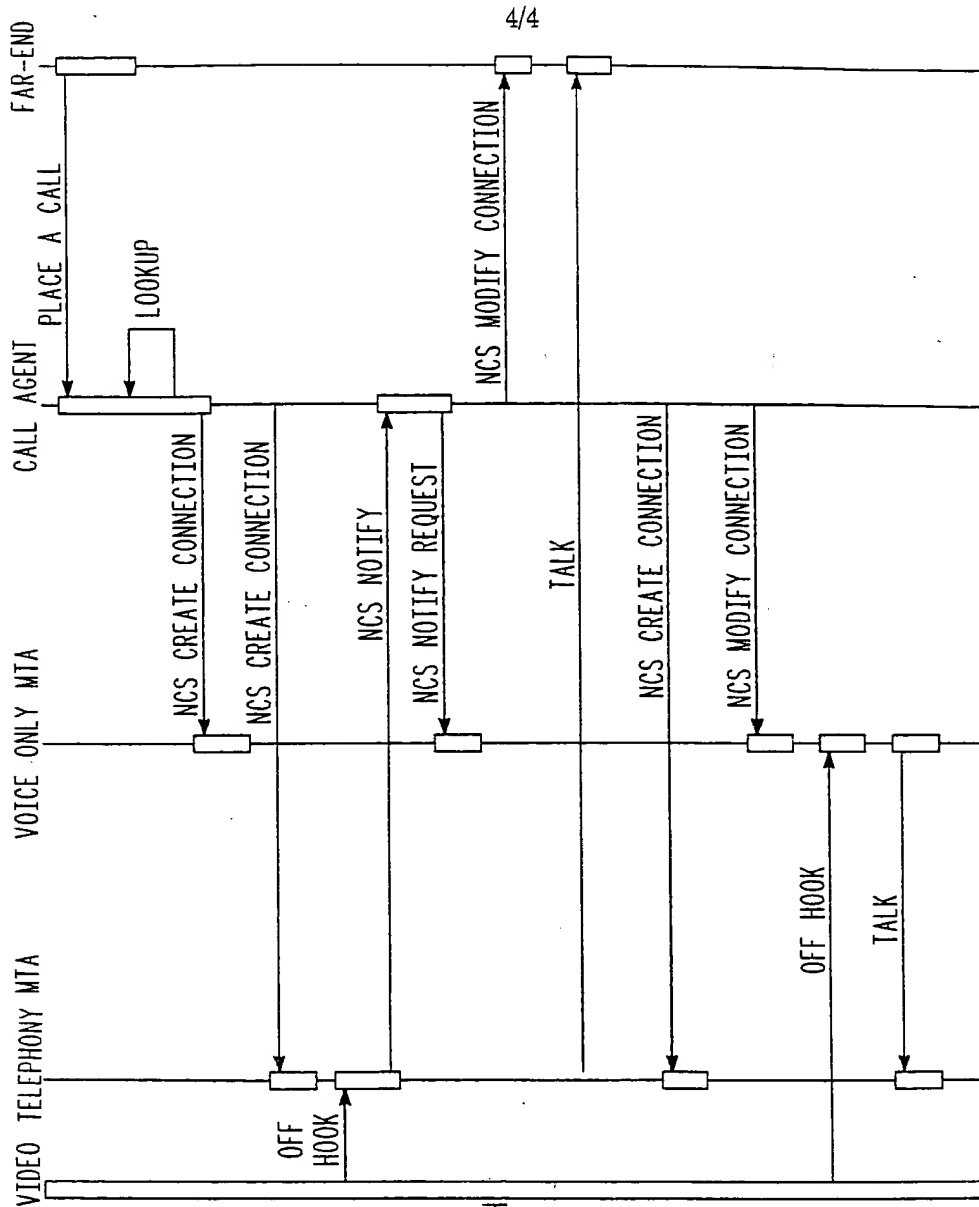 4/4
VIDEO TELEPHONY MTA
VOICE ONLY MTA
CALL AGENT
FAR-END
PLACE A CALL
LOOKUP
NCS CREATE CONNECTION
NCS CREATE CONNECTION
OFF HOOK
NCS NOTIFY
NCS NOTIFY REQUEST
NCS MODIFY CONNECTION
TALK
NCS CREATE CONNECTION
NCS MODIFY CONNECTION
OFF HOOK
TALK